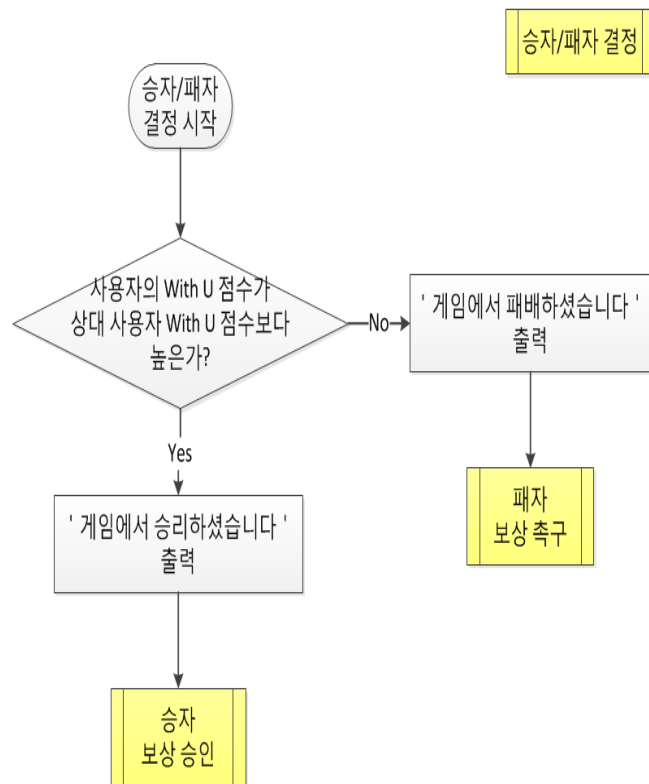 승자/패자 결정
승자/패자
결정 시작
사용자의 With U 점수가
상대 사용자 With U 점수보다
높은가?
No
' 게임에서 패배하셨습니다 '
출력
Yes
패자
보상 촉구
' 게임에서 승리하셨습니다 '
출력
승자
보상 승인